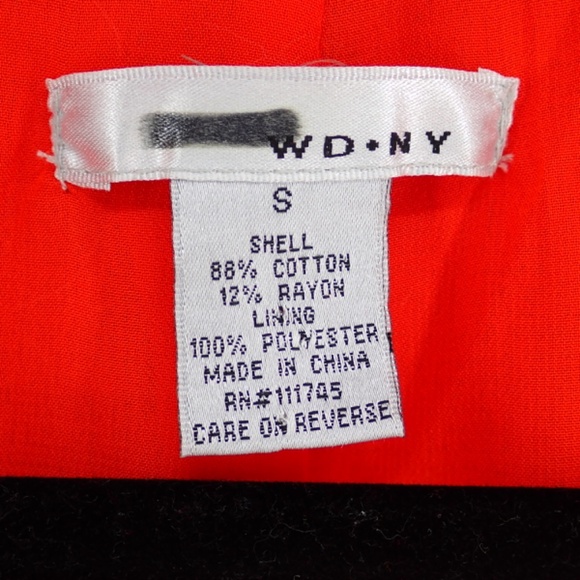 WD•NY
S
SHELL
88% COTTON
12% RAYON
LINING
100% POLYESTER
MADE IN CHINA
RN#111745
CARE ON REVERSE